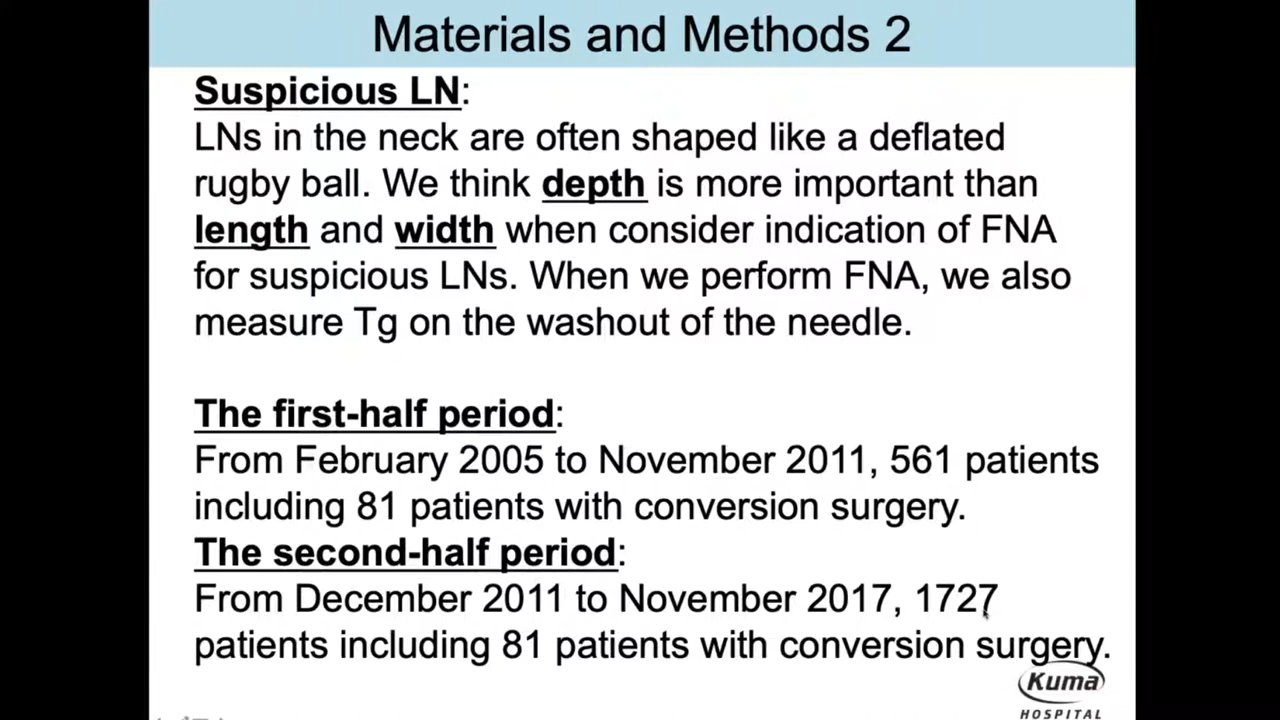 Materials and Methods 2
Suspicious LN:
LNs in the neck are often shaped like a deflated
rugby ball. We think depth is more important than
length and width when consider indication of FNA
for suspicious LNs. When we perform FNA, we also
measure Tg on the washout of the needle.
The first-half period:
From February 2005 to November 2011, 561 patients
including 81 patients with conversion surgery.
The second-half period:
From December 2011 to November 2017, 1727
patients including 81 patients with conversion surgery.
Kuma
HOSPITAL